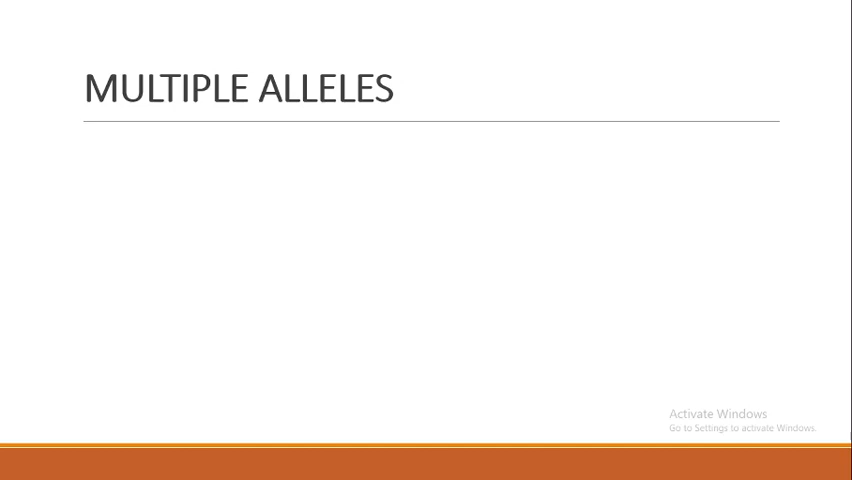 MULTIPLE ALLELES
Activate Windows
Go to Settings to activate Windows.